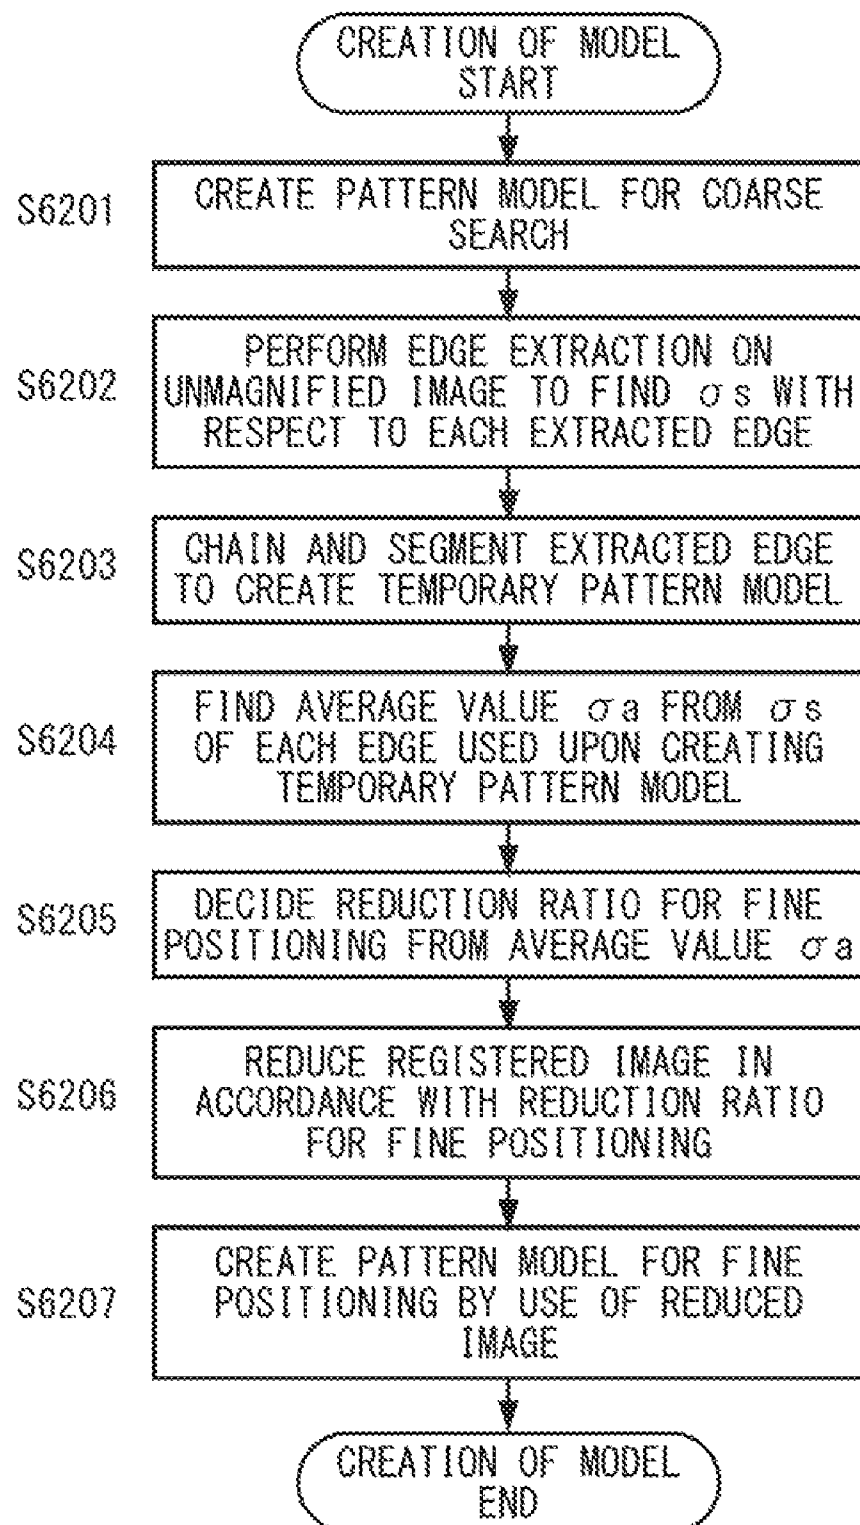 CREATION OF MODEL
START
S6201
CREATE PATTERN MODEL FOR COARSE
SEARCH
S6202
PERFORM EDGE EXTRACTION ON
UNMAGNIFIED IMAGE TO FIND σs WITH
RESPECT TO EACH EXTRACTED EDGE
S6203
CHAIN AND SEGMENT EXTRACTED EDGE
TO CREATE TEMPORARY PATTERN MODEL
S6204
FIND AVERAGE VALUE σa FROM σs
OF EACH EDGE USED UPON CREATING
TEMPORARY PATTERN MODEL
S6205
DECIDE REDUCTION RATIO FOR FINE
POSITIONING FROM AVERAGE VALUE σa
S6206
REDUCE REGISTERED IMAGE IN
ACCORDANCE WITH REDUCTION RATIO
FOR FINE POSITIONING
S6207
CREATE PATTERN MODEL FOR FINE
POSITIONING BY USE OF REDUCED
IMAGE
CREATION OF MODEL
END